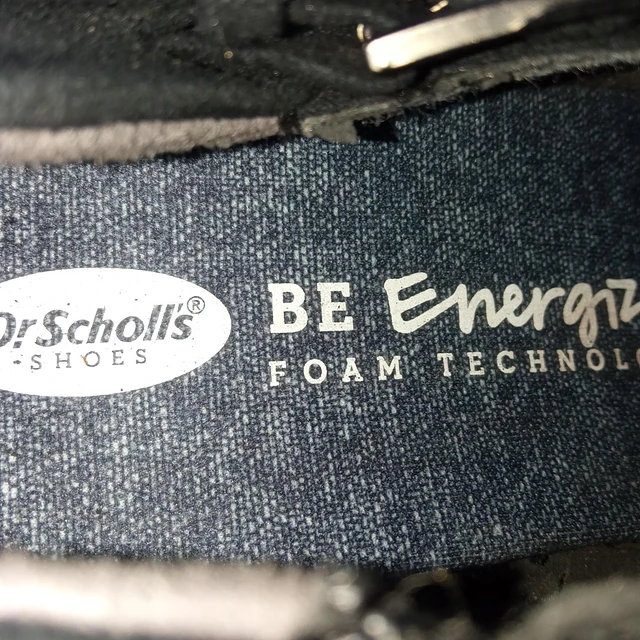 Dr Scholl's®
SHOES
BE Energiz
FOAM TECHNOLO